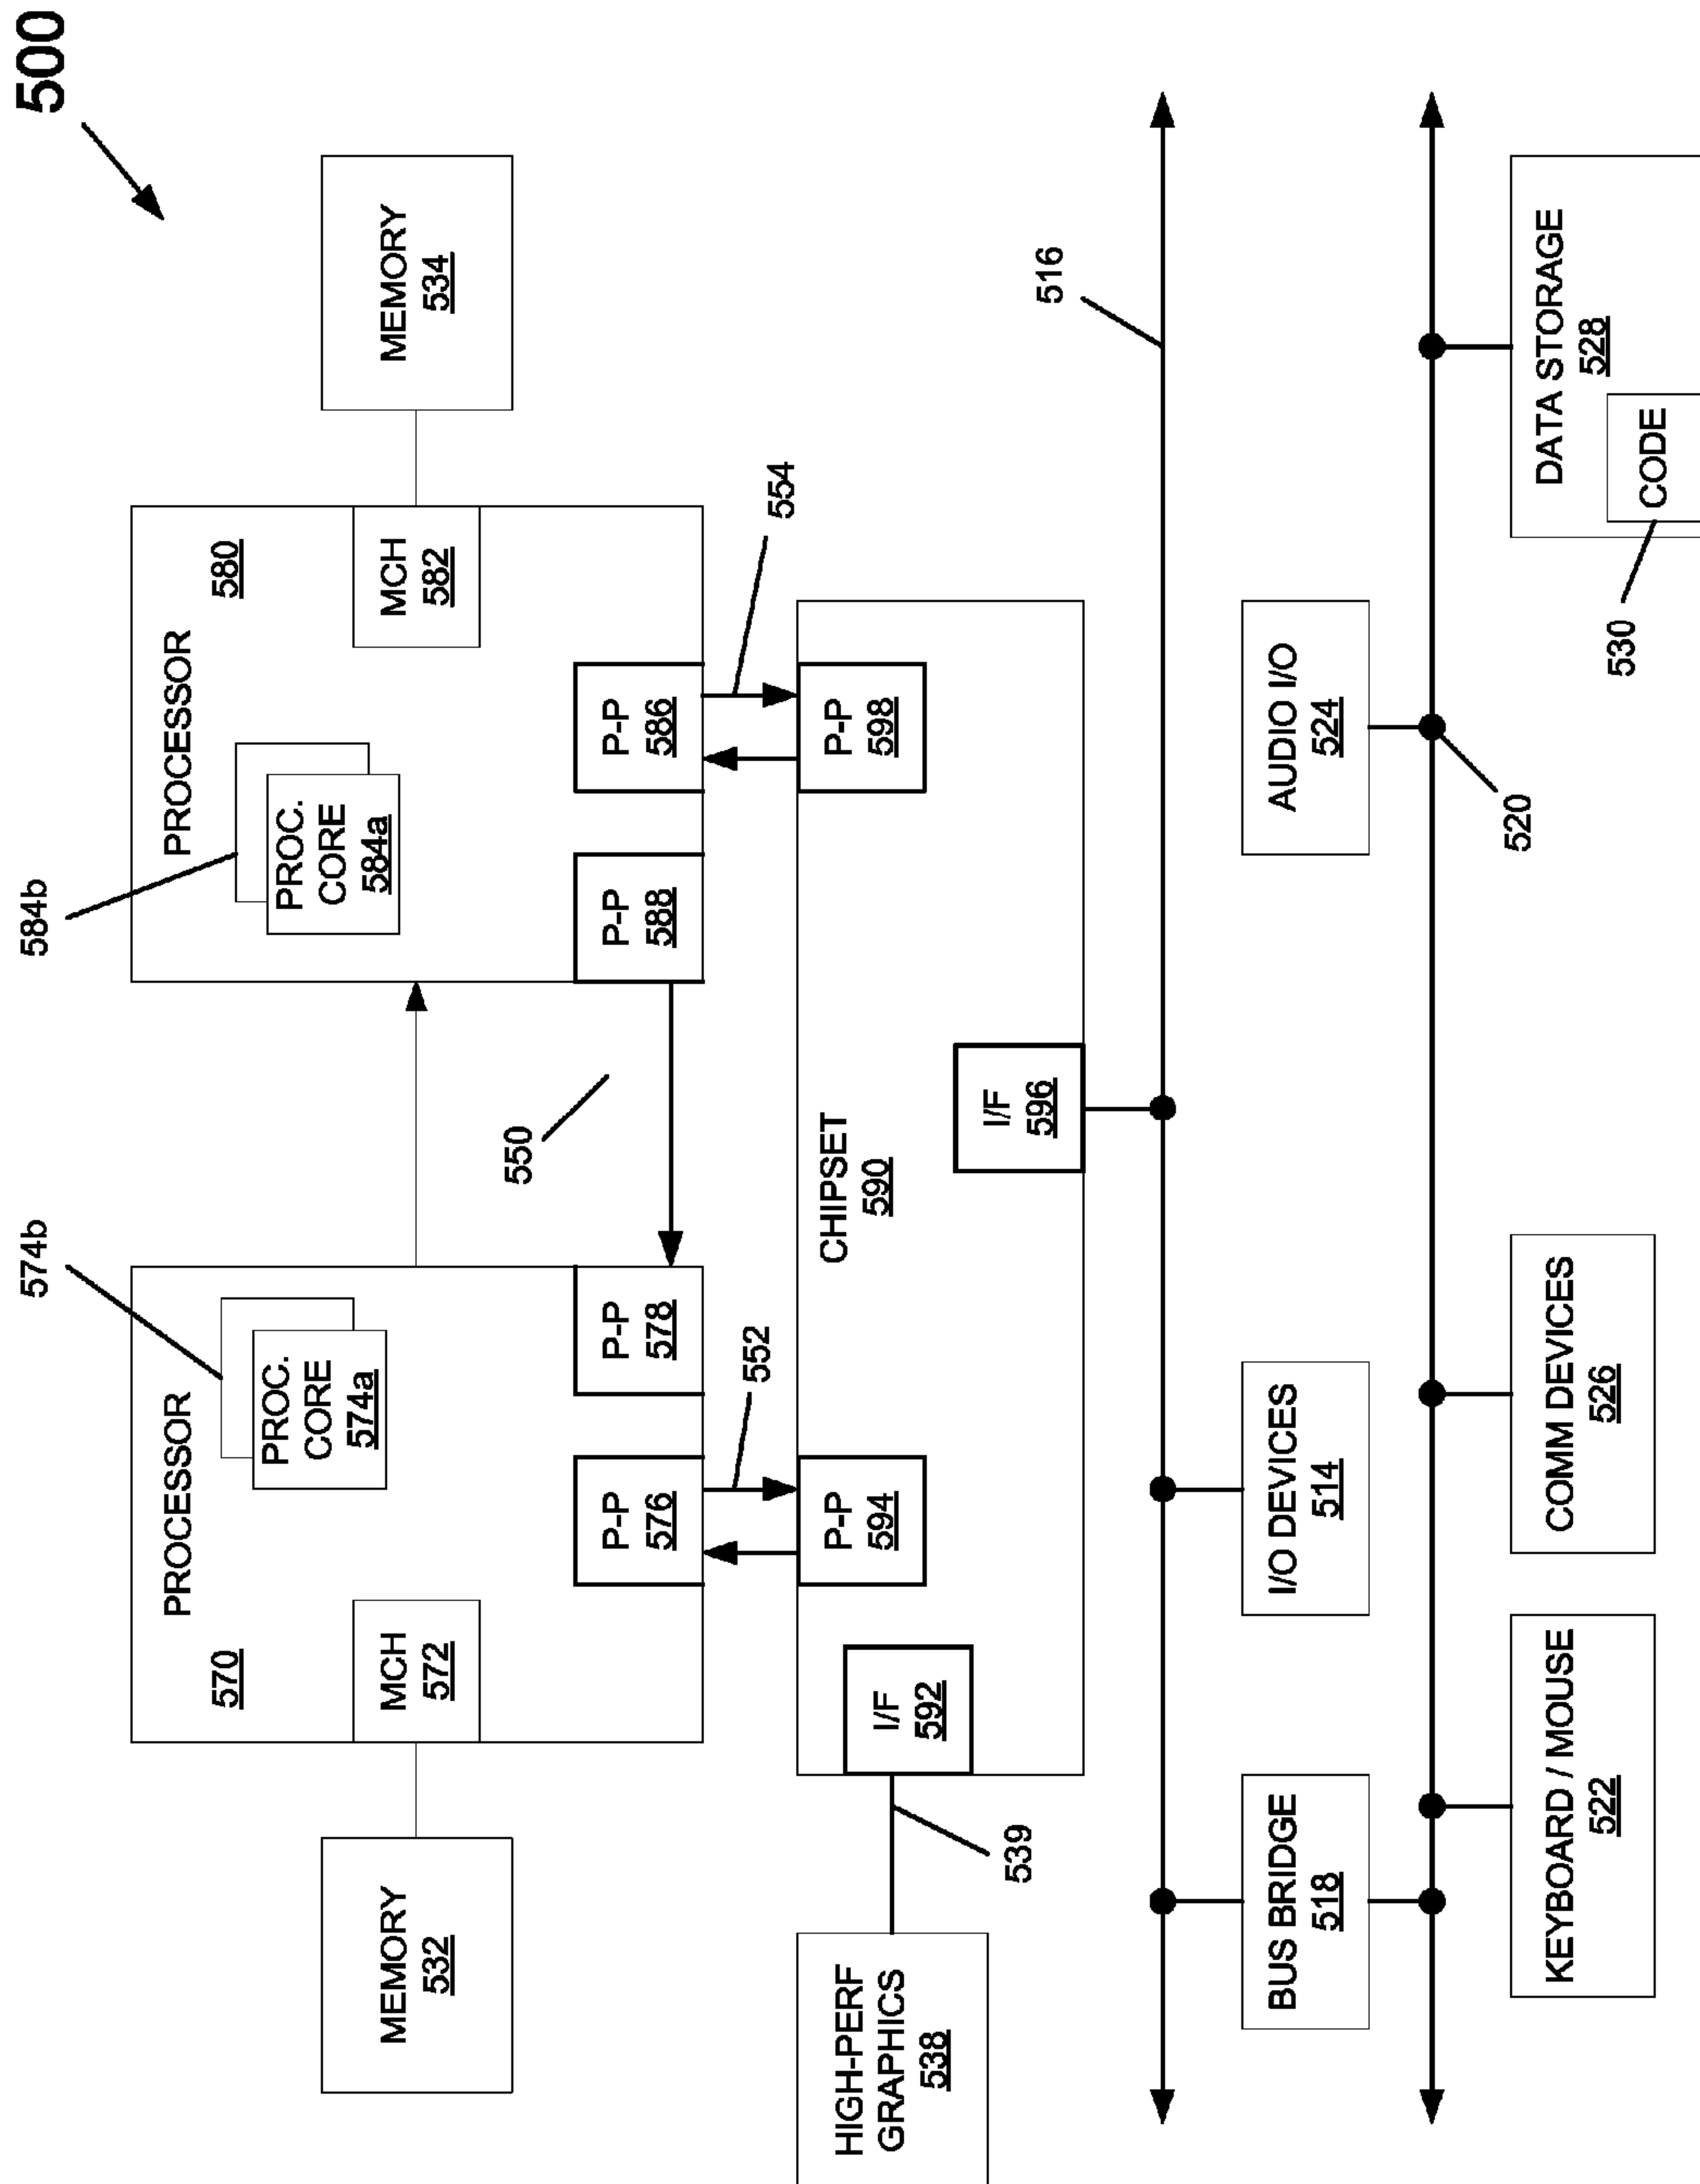 500
574b
584b
PROCESSOR
570
PROC.
CORE
574a
MCH
572
P-P
576
P-P
578
MEMORY
532
550
PROCESSOR
580
PROC.
CORE
584a
MCH
582
P-P
588
P-P
586
MEMORY
534
552
554
HIGH-PERF
GRAPHICS
538
539
I/F
592
P-P
594
CHIPSET
590
P-P
598
I/F
596
516
BUS BRIDGE
518
I/O DEVICES
514
AUDIO I/O
524
520
KEYBOARD / MOUSE
522
COMM DEVICES
526
530
DATA STORAGE
528
CODE